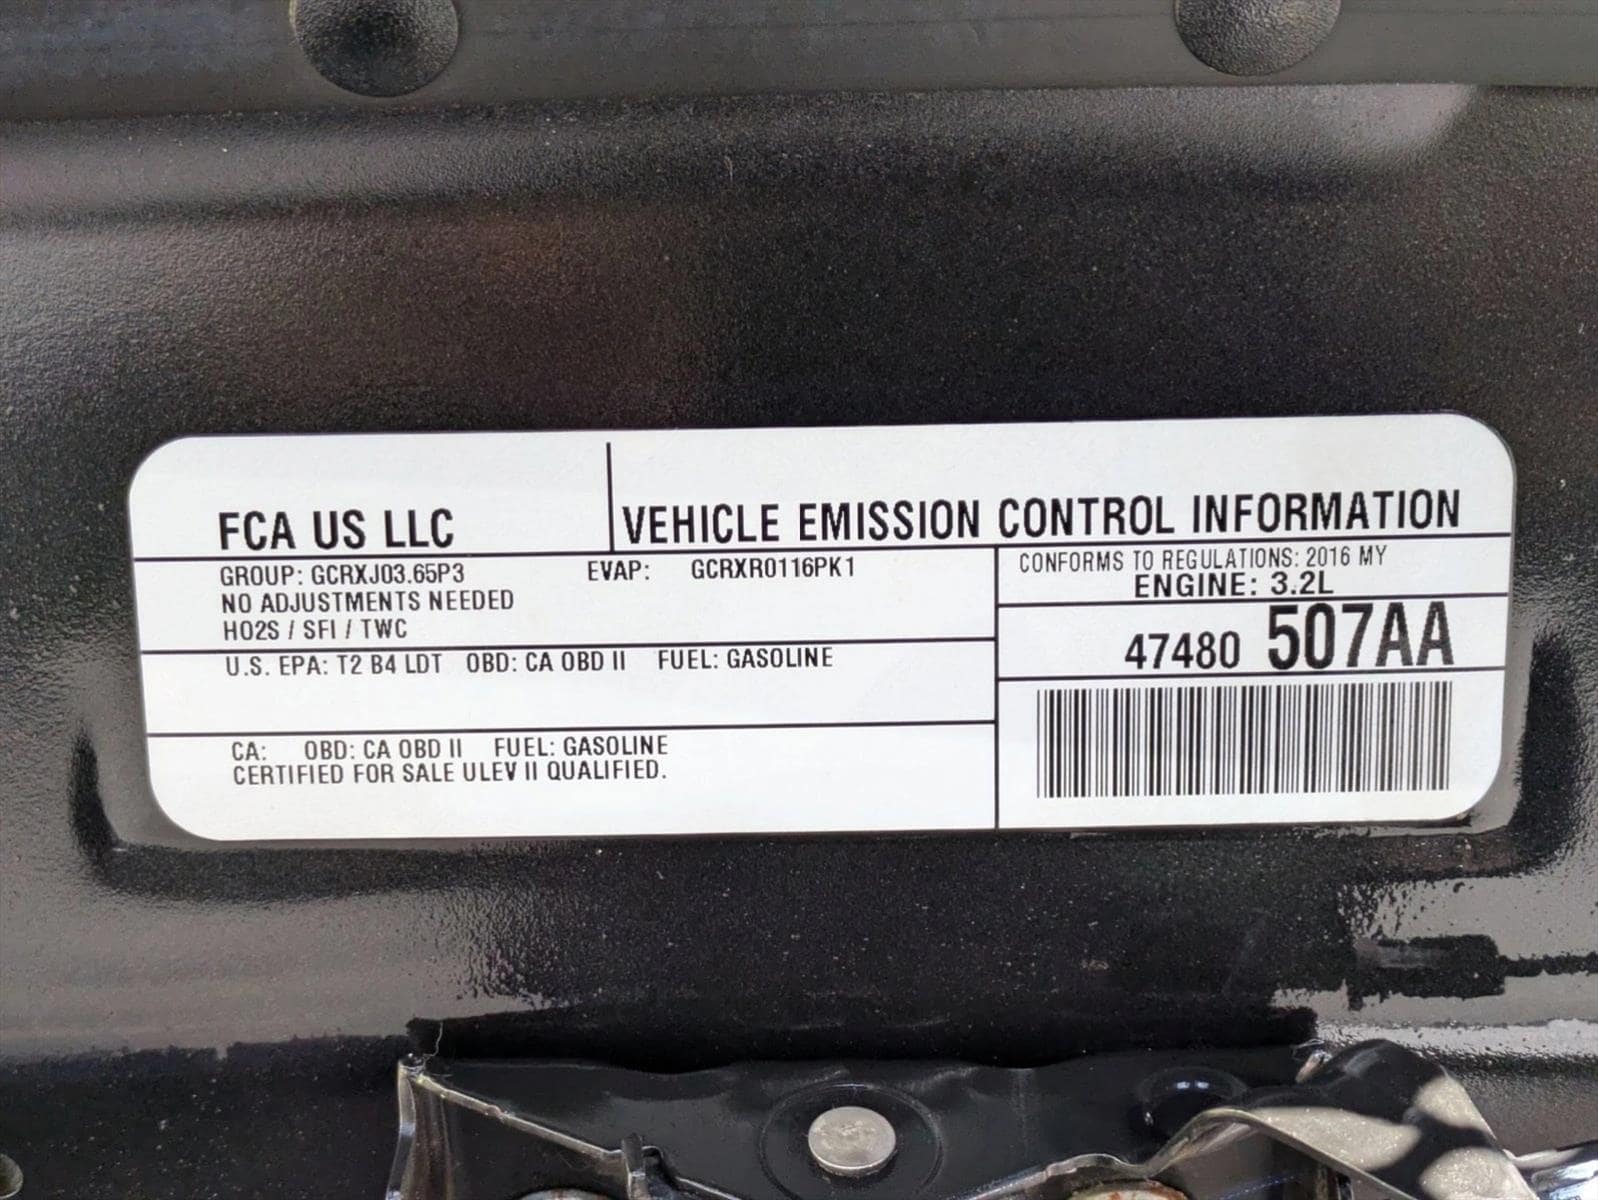 FCA US LLC
VEHICLE EMISSION CONTROL INFORMATION
GROUP: GCRXJ03.65P3 EVAP: GCRXR0116PK1
NO ADJUSTMENTS NEEDED
HO2S / SFI / TWC
U.S. EPA: T2 B4 LDT OBD: CA OBD II FUEL: GASOLINE
CA: OBD: CA OBD II FUEL: GASOLINE
CERTIFIED FOR SALE ULEV II QUALIFIED.
CONFORMS TO REGULATIONS: 2016 MY
ENGINE: 3.2L
47480 507AA